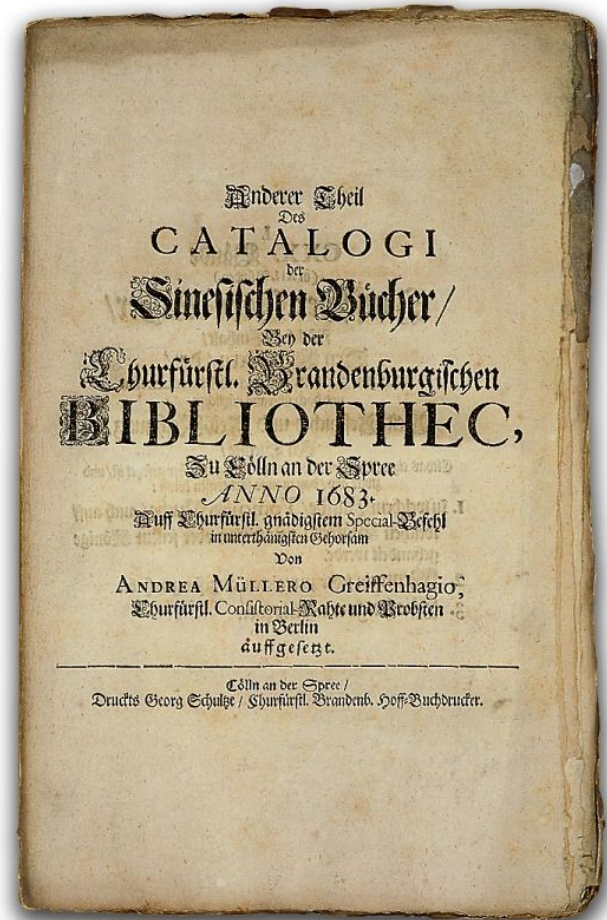 Anderer Theil
Des
CATALOGI
der
Sinesischen Bücher/
Bey der
Churfürstl. Brandenburgischen
BIBLIOTHEC,
Zu Cölln an der Spree
ANNO 1683.
Auff Churfürstl. gnädigstem Special-Befehl
in unterthänigsten Gehorsam
Von
ANDREA MÜLLERO Greiffenhagio,
Churfürstl. Consistorial-Rahte und Probsten
in Berlin
auffgesetzt.
Cölln an der Spree /
Druckts Georg Schultze / Churfürstl. Brandenb. Hoff-Buchdrucker.